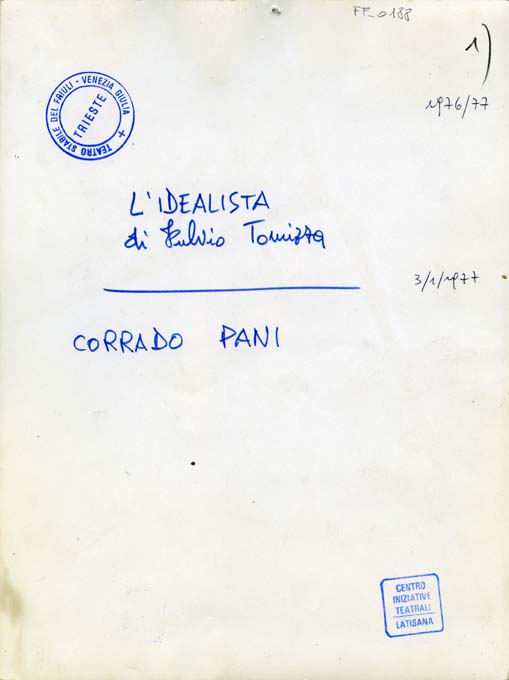 FF_0188
1)
1976/77
TEATRO STABILE DEL FRIULI - VENEZIA GIULIA +
TRIESTE
L'IDEALISTA
di Fulvio Tomizza
3/1/1977
CORRADO PANI
CENTRO
INIZIATIVE
TEATRALI
LATISANA